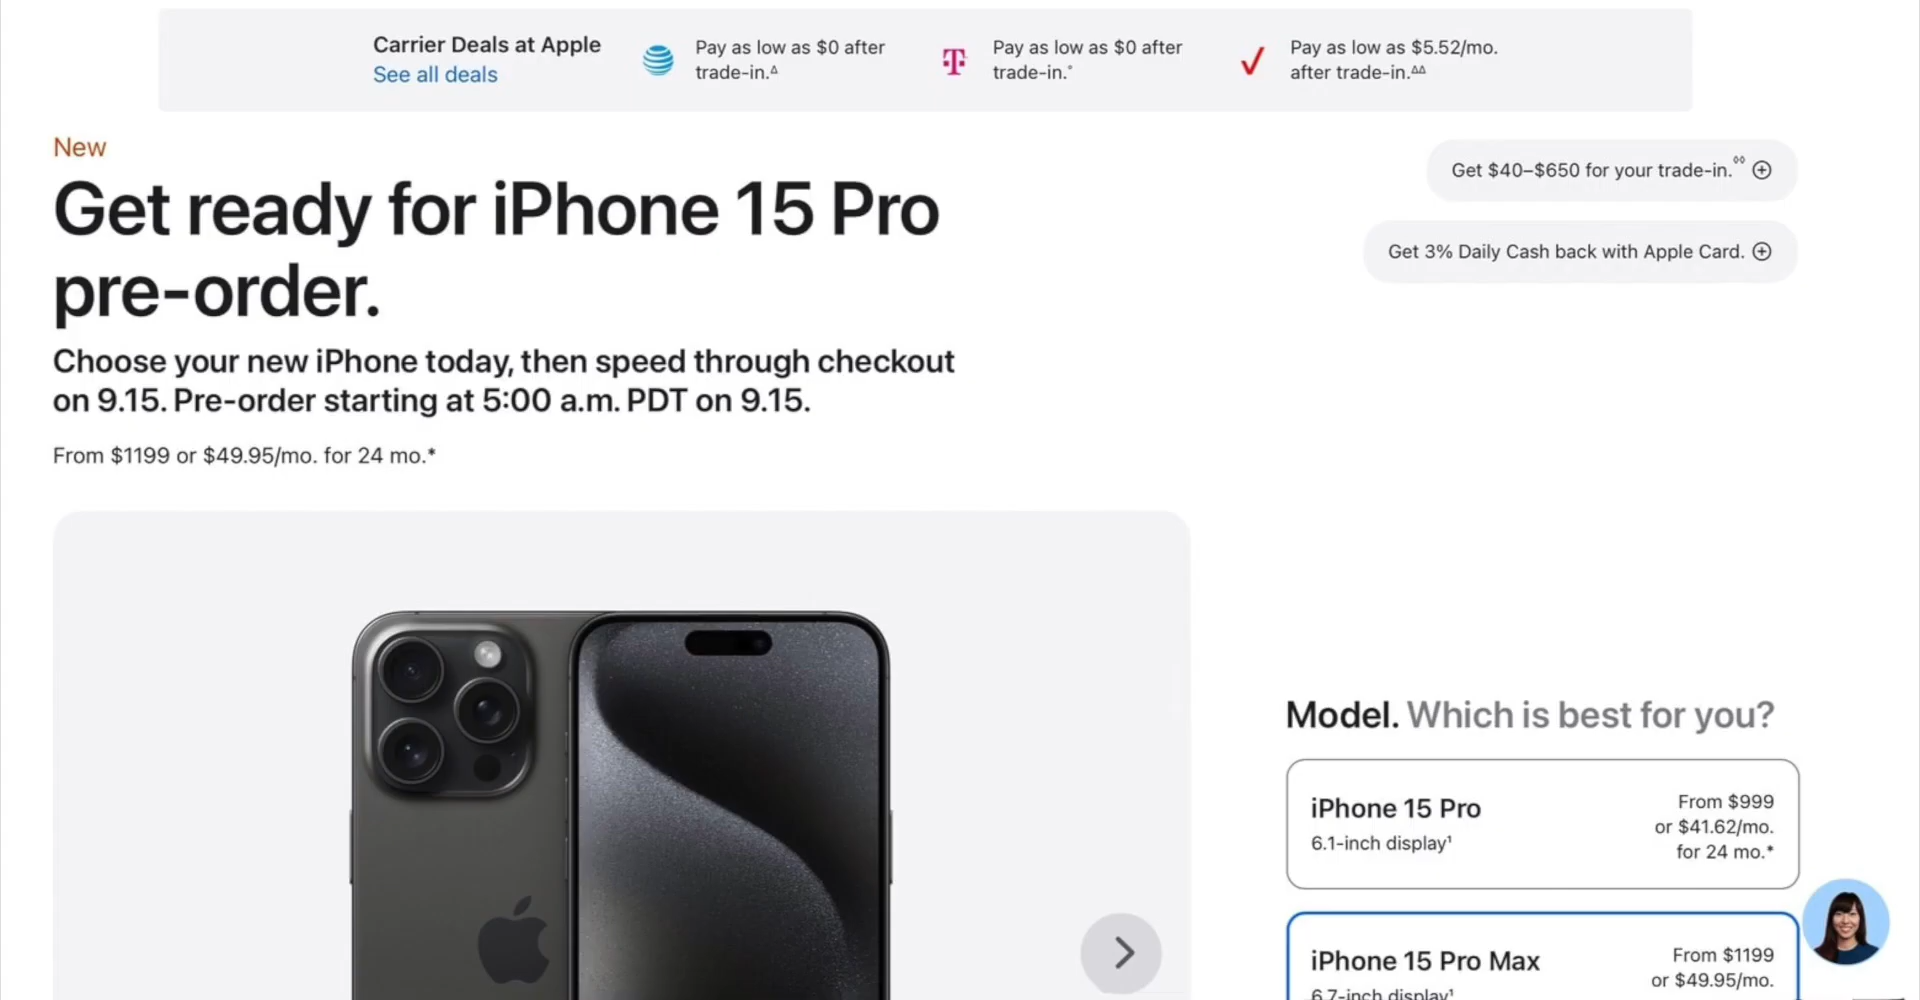 Carrier Deals at Apple
See all deals
Pay as low as $0 after
trade-in.Δ
Pay as low as $0 after
trade-in.°
Pay as low as $5.52/mo.
after trade-in.ΔΔ
New
Get ready for iPhone 15 Pro
pre-order.
Choose your new iPhone today, then speed through checkout
on 9.15. Pre-order starting at 5:00 a.m. PDT on 9.15.
From $1199 or $49.95/mo. for 24 mo.*
Get $40–$650 for your trade-in.◊◊
Get 3% Daily Cash back with Apple Card.
Model. Which is best for you?
iPhone 15 Pro
6.1-inch display¹
From $999
or $41.62/mo.
for 24 mo.*
iPhone 15 Pro Max
6.7-inch display¹
From $1199
or $49.95/mo.